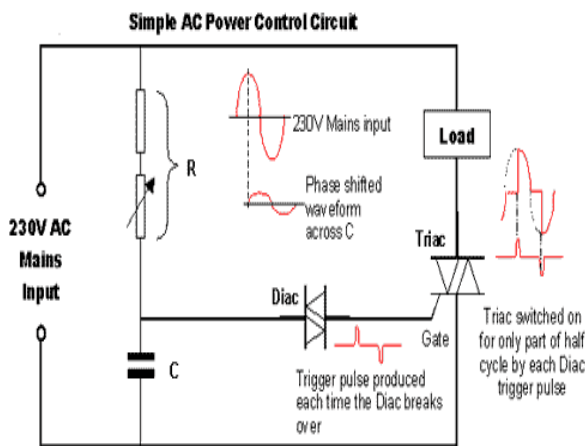 Simple AC Power Control Circuit
R
230V Mains input
Phase shifted
waveform
across C
Load
230V AC
Mains
Input
Triac
Diac
Gate
C
Trigger pulse produced
each time the Diac breaks
over
Triac switched on
for only part of half
cycle by each Diac
trigger pulse